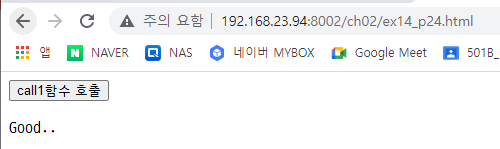 주의 요함 | 192.168.23.94:8002/ch02/ex14_p24.html
앱 NAVER QNAS 네이버 MYBOX Google Meet 501B_
call1함수 호출
Good..